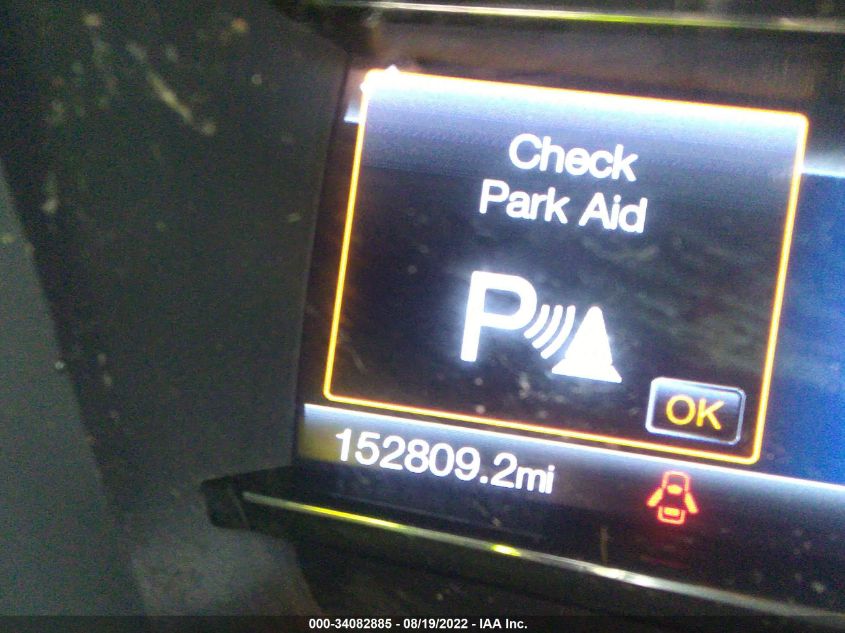 Check
Park Aid
P
OK
152809.2mi
000-34082885 - 08/19/2022 - IAA Inc.